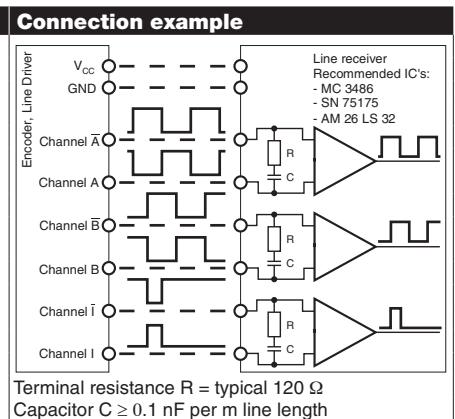 Connection example
Encoder, Line Driver
V_CC
GND
Channel A̅
Channel A
Channel B̅
Channel B
Channel I̅
Channel I
Line receiver
Recommended IC's:
- MC 3486
- SN 75175
- AM 26 LS 32
R
C
R
C
R
C
Terminal resistance R = typical 120 Ω
Capacitor C ≥ 0.1 nF per m line length